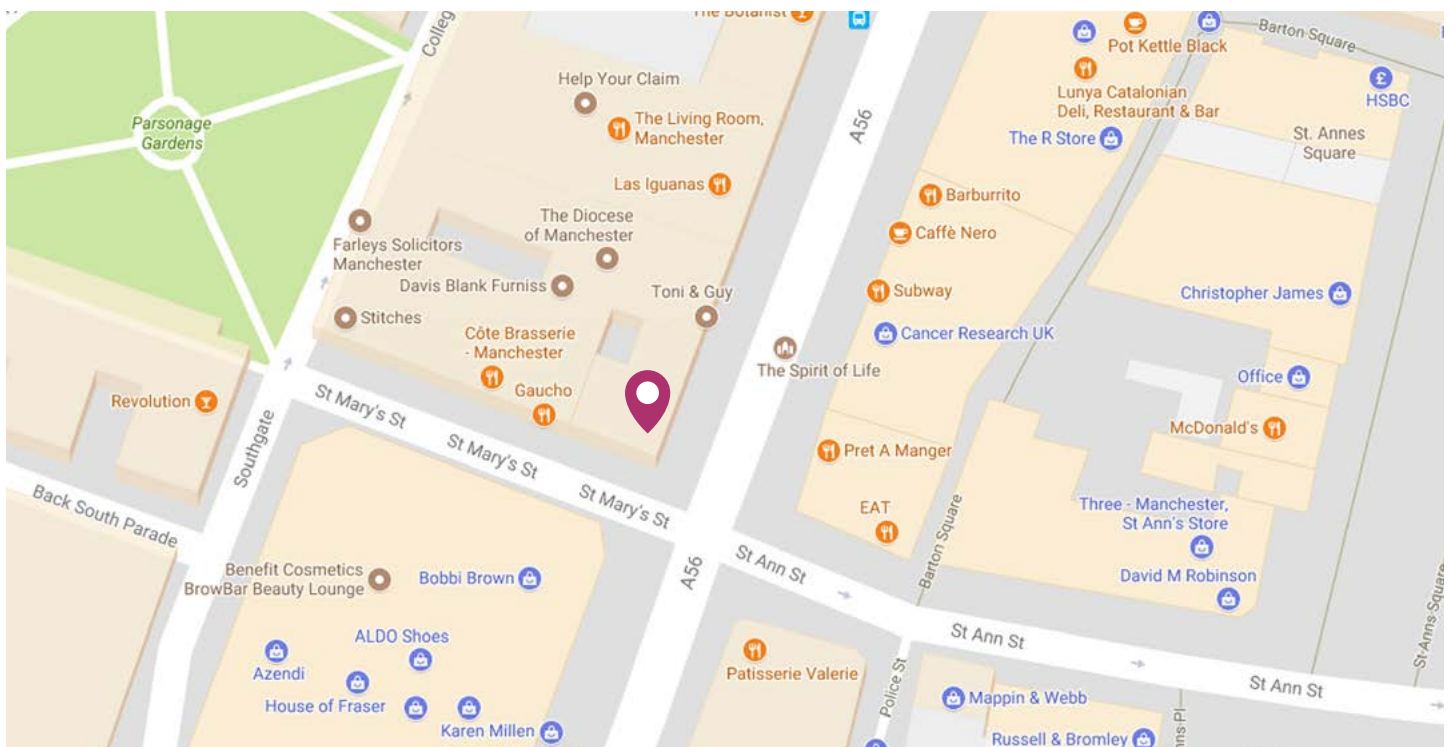 The Botanist
Barton Square
Pot Kettle Black
Help Your Claim
HSBC
Lunya Catalonian
Deli, Restaurant & Bar
The Living Room,
Manchester
Parsonage
Gardens
A56
The R Store
St. Annes
Square
Las Iguanas
Barburrito
The Diocese
of Manchester
Caffè Nero
Farleys Solicitors
Manchester
Davis Blank Furniss
Toni & Guy
Subway
Christopher James
Stitches
Cancer Research UK
Côte Brasserie
- Manchester
The Spirit of Life
Office
Gaucho
Revolution
St Mary's St
St Mary's St
St Mary's St
McDonald's
Southgate
Pret A Manger
Back South Parade
EAT
Three - Manchester,
St Ann's Store
Barton Square
St Ann St
A56
Benefit Cosmetics
BrowBar Beauty Lounge
Bobbi Brown
David M Robinson
St Anns Square
ALDO Shoes
St Ann St
Azendi
Patisserie Valerie
St Ann St
House of Fraser
Police St
Mappin & Webb
Karen Millen
Russell & Bromley